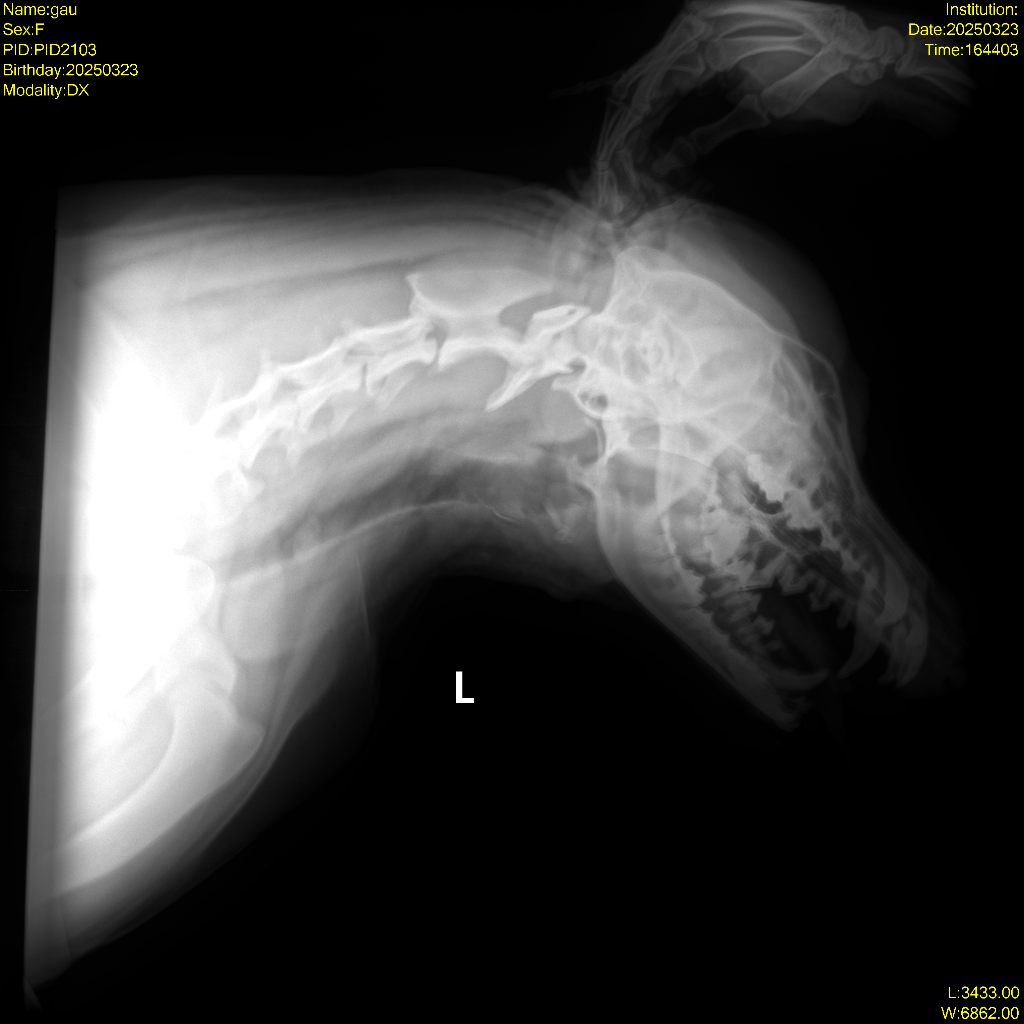 Name:gau
Sex:F
PID:PID2103
Birthday:20250323
Modality:DX
Institution:
Date:20250323
Time:164403
L
L:3433.00
W:6862.00